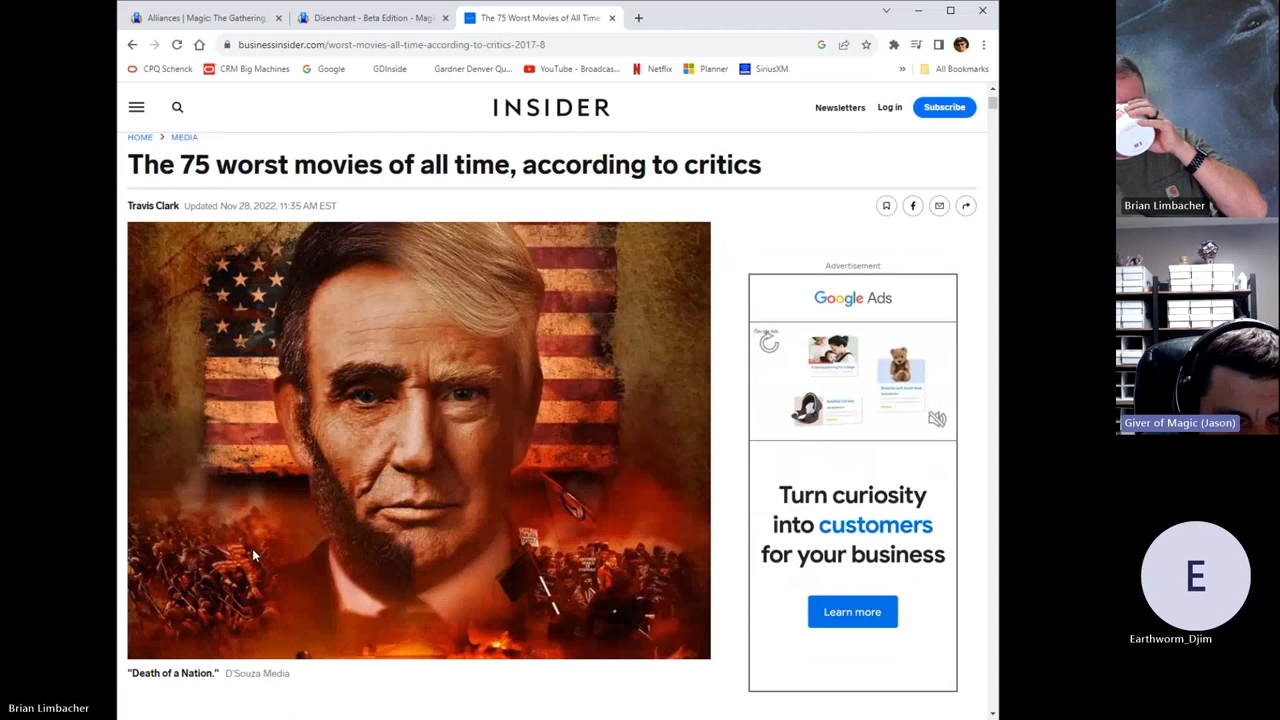 Alliances | Magic: The Gathering
Disenchant - Beta Edition - Magi
The 75 Worst Movies of All Time
businessinsider.com/worst-movies-all-time-according-to-critics-2017-8
CPQ Schenck
CRM Big Machines
Google
GDInside
Gardner Denver Qu...
YouTube - Broadcas...
Netflix
Planner
SiriusXM
»
All Bookmarks
INSIDER
Newsletters
Log in
Subscribe
HOME > MEDIA
The 75 worst movies of all time, according to critics
Travis Clark Updated Nov 28, 2022, 11:35 AM EST
Advertisement
Google Ads
Turn curiosity
into customers
for your business
Learn more
"Death of a Nation." D'Souza Media
Brian Limbacher
Brian Limbacher
Giver of Magic (Jason)
E
Earthworm_Djim